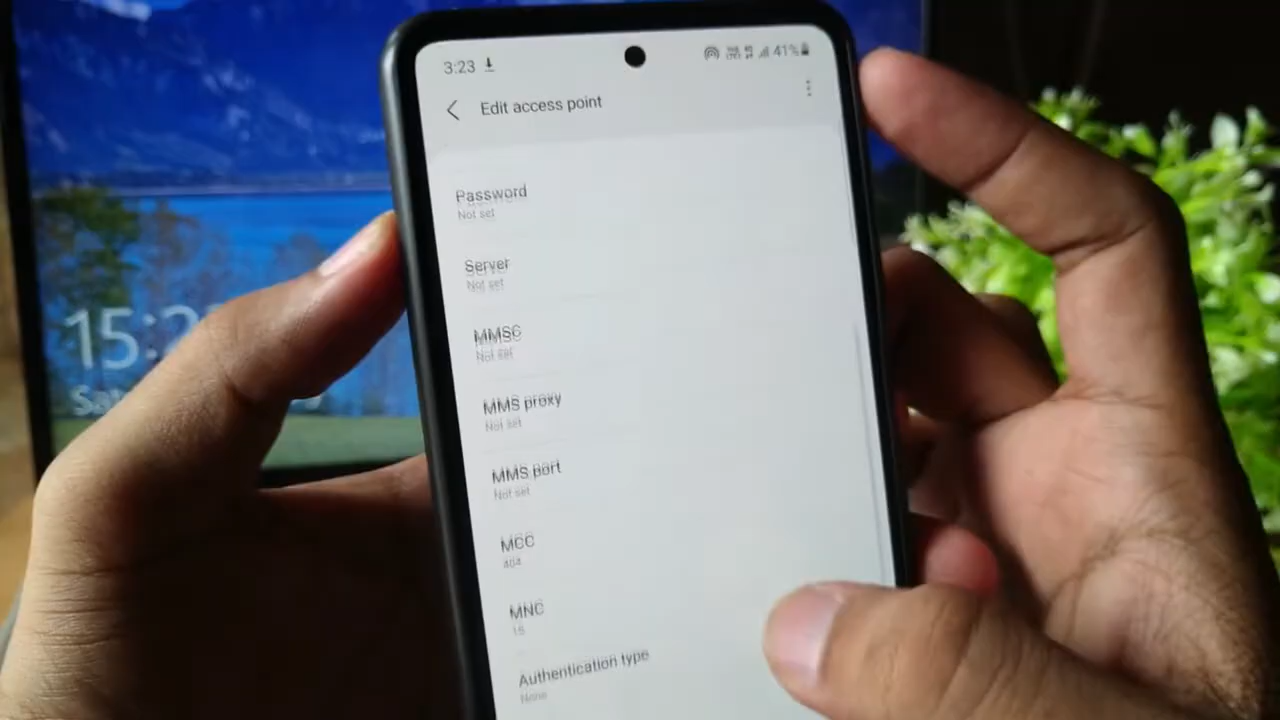 3:23
41%
Edit access point
Password
Not set
Server
Not set
MMSC
Not set
MMS proxy
Not set
MMS port
Not set
MCC
404
MNC
15
Authentication type
None
15:2